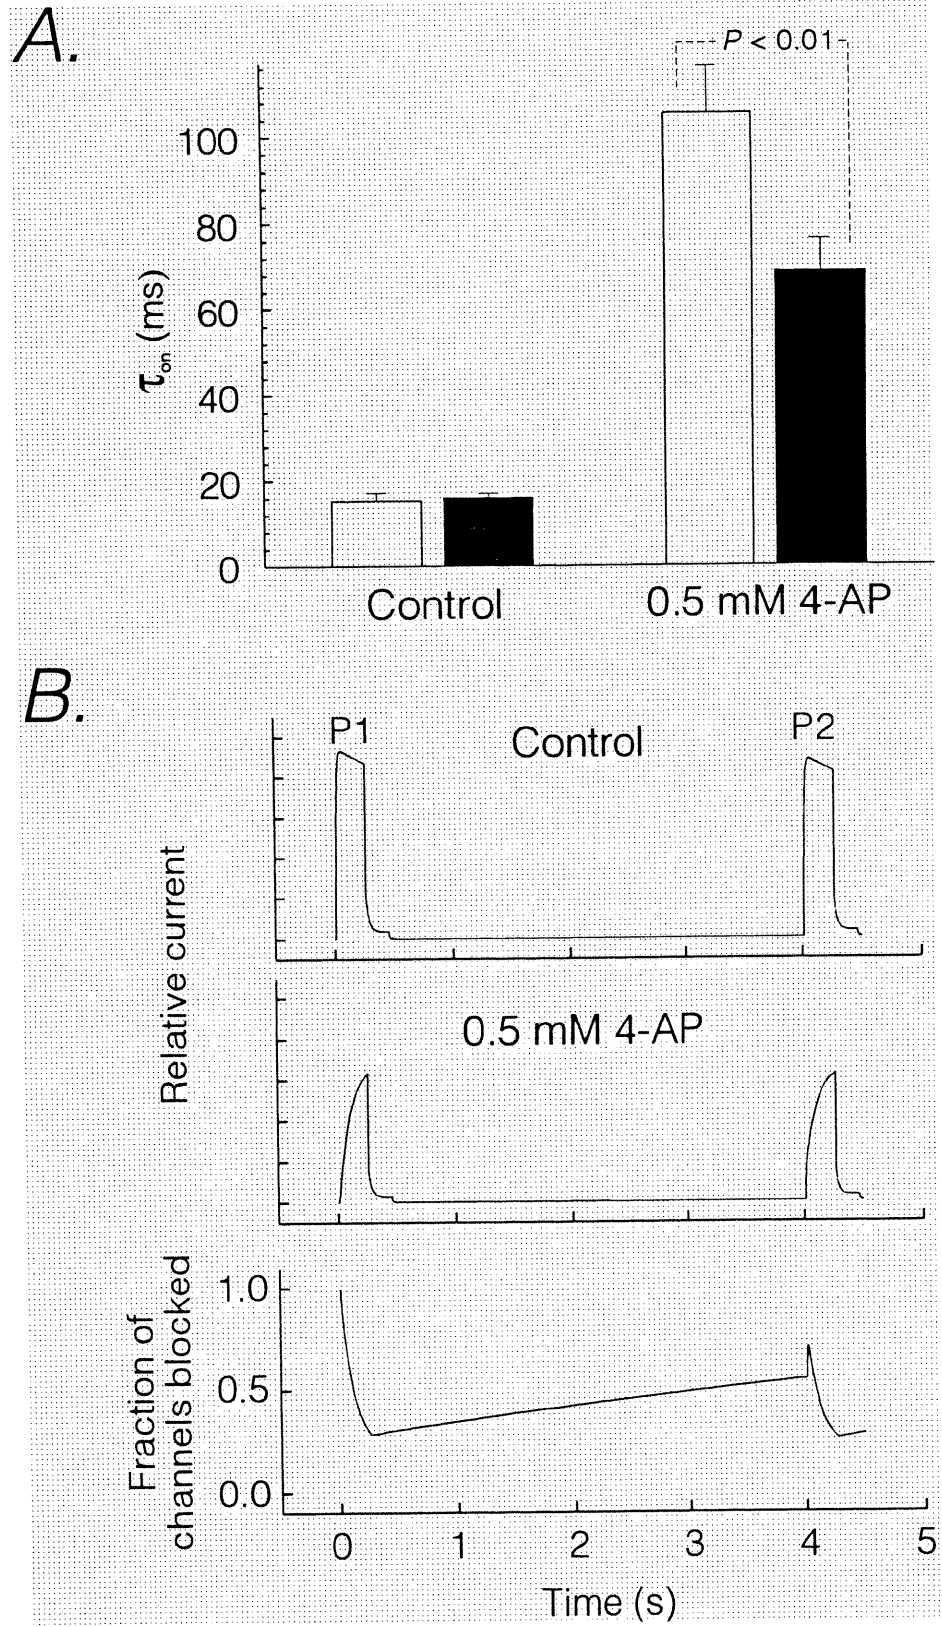 A.
P < 0.01
100
80
60
40
20
0
τon (ms)
Control
0.5 mM 4-AP
B.
P1
Control
P2
Relative current
0.5 mM 4-AP
Fraction of
channels blocked
1.0
0.5
0.0
0 1 2 3 4 5
Time (s)